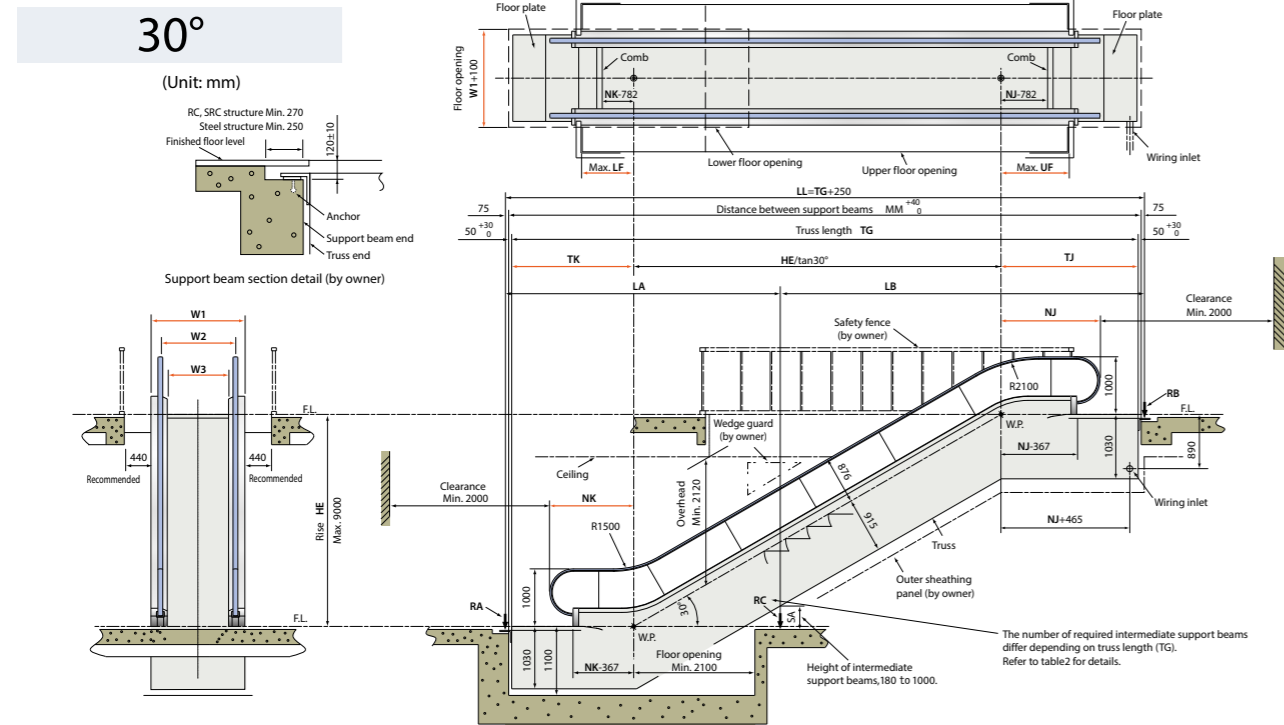 30°
(Unit: mm)
RC, SRC structure Min. 270
Steel structure Min. 250
Finished floor level
120±10
Anchor
Support beam end
Truss end
Support beam section detail (by owner)
Floor plate
Floor plate
Comb
Comb
Floor opening
W1+100
NK-782
NJ-782
Wiring inlet
Lower floor opening
Upper floor opening
Max. LF
Max. UF
LL=TG+250
75
Distance between support beams MM +40 0
75
50 +30 0
Truss length TG
50 +30 0
TK
HE/tan30°
TJ
LA
LB
NJ
Clearance
Min. 2000
Safety fence
(by owner)
R2100
1000
RB
F.L.
W.P.
NJ-367
1030
890
Wiring inlet
NJ+465
Wedge guard
(by owner)
Ceiling
Overhead
Min. 2120
876
915
Truss
Outer sheathing
panel (by owner)
W1
W2
W3
F.L.
440
440
Recommended
Recommended
Rise HE
Max. 9000
F.L.
Clearance
Min. 2000
NK
R1500
1000
RA
30°
RC
SA
W.P.
1030
1100
NK-367
Floor opening
Min. 2100
Height of intermediate
support beams,180 to 1000.
The number of required intermediate support beams
differ depending on truss length (TG).
Refer to table2 for details.